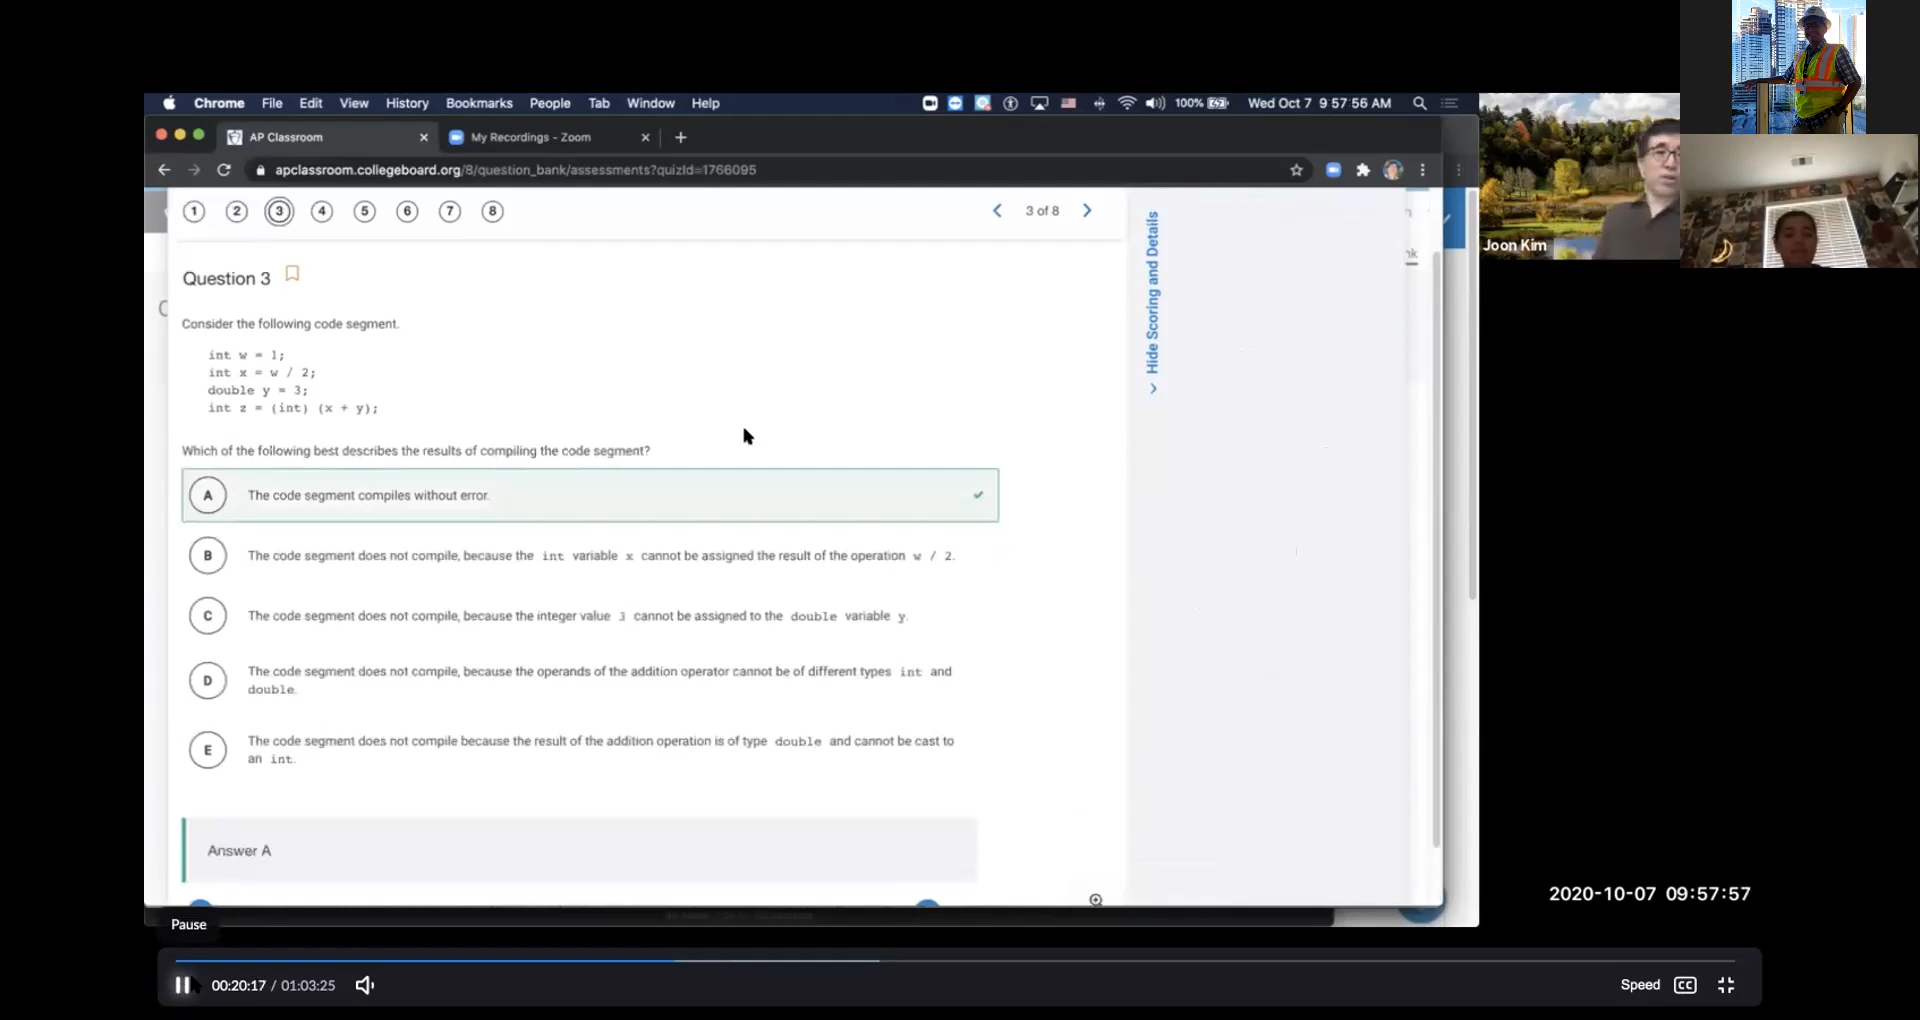 Chrome File Edit View History Bookmarks People Tab Window Help 100% Wed Oct 7 9:57:56 AM
AP Classroom My Recordings - Zoom
apclassroom.collegeboard.org/8/question_bank/assessments?quizId=1766095
1 2 3 4 5 6 7 8 3 of 8
Hide Scoring and Details
Joon Kim
Question 3
Consider the following code segment.
int w = 1;
int x = w / 2;
double y = 3;
int z = (int) (x + y);
Which of the following best describes the results of compiling the code segment?
A The code segment compiles without error.
B The code segment does not compile, because the int variable x cannot be assigned the result of the operation w / 2.
C The code segment does not compile, because the integer value 3 cannot be assigned to the double variable y.
D The code segment does not compile, because the operands of the addition operator cannot be of different types int and
double.
E The code segment does not compile because the result of the addition operation is of type double and cannot be cast to
an int.
Answer A
2020-10-07 09:57:57
Pause
00:20:17 / 01:03:25 Speed CC